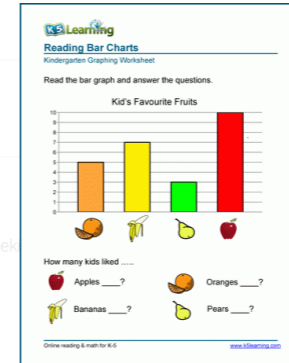 K5 Learning
Reading Bar Charts
Kindergarten Graphing Worksheet
Read the bar graph and answer the questions.
Kid's Favourite Fruits
10
9
8
7
6
5
4
3
2
1
0
How many kids liked .....
Apples ____? Oranges ____?
Bananas ____? Pears ____?
Online reading & math for K-5 www.k5learning.com